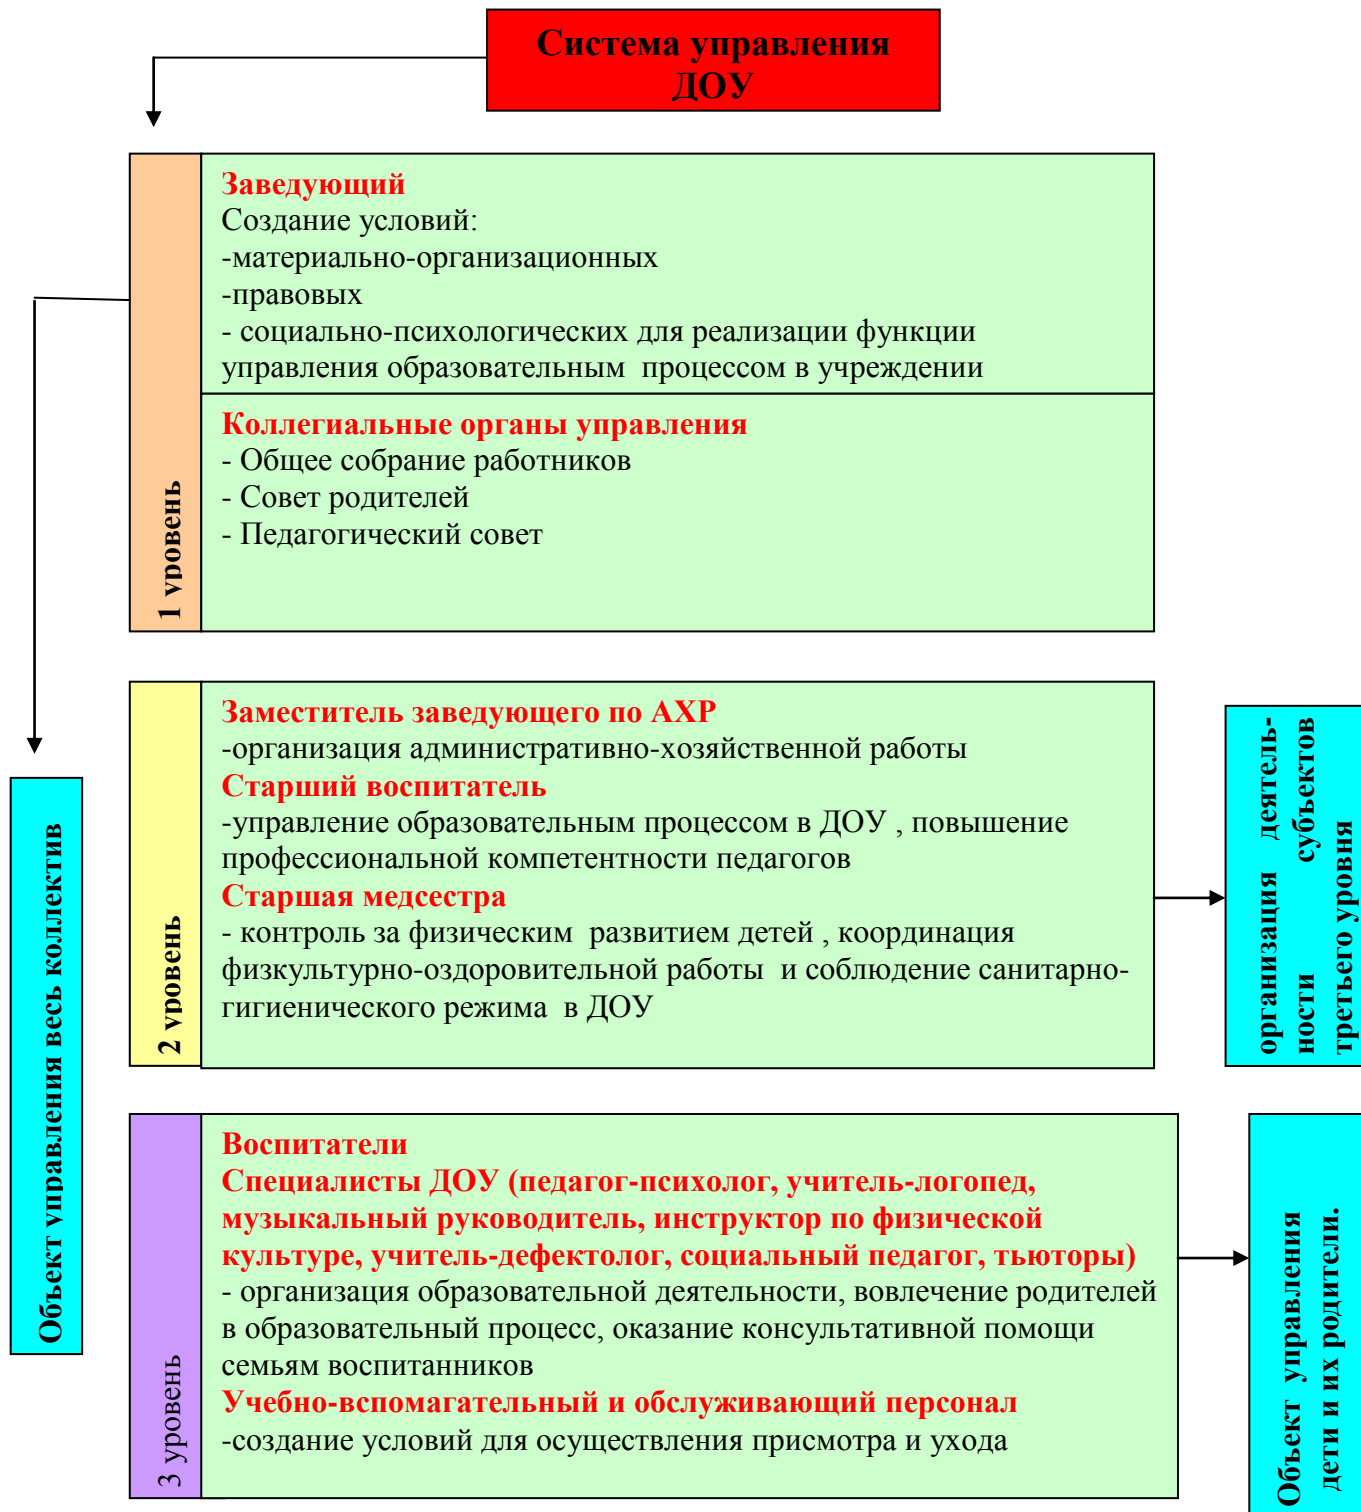 Система управления
ДОУ
Заведующий
Создание условий:
-материально-организационных
-правовых
- социально-психологических для реализации функции
управления образовательным процессом в учреждении
Коллегиальные органы управления
- Общее собрание работников
- Совет родителей
- Педагогический совет
1 уровень
Заместитель заведующего по АХР
-организация административно-хозяйственной работы
Старший воспитатель
-управление образовательным процессом в ДОУ , повышение
профессиональной компетентности педагогов
Старшая медсестра
- контроль за физическим развитием детей , координация
физкультурно-оздоровительной работы и соблюдение санитарно-
гигиенического режима в ДОУ
2 уровень
организация деятель-
ности субъектов
третьего уровня
Объект управления весь коллектив
Воспитатели
Специалисты ДОУ (педагог-психолог, учитель-логопед,
музыкальный руководитель, инструктор по физической
культуре, учитель-дефектолог, социальный педагог, тьюторы)
- организация образовательной деятельности, вовлечение родителей
в образовательный процесс, оказание консультативной помощи
семьям воспитанников
Учебно-вспомагательный и обслуживающий персонал
-создание условий для осуществления присмотра и ухода
3 уровень
Объект управления
дети и их родители.